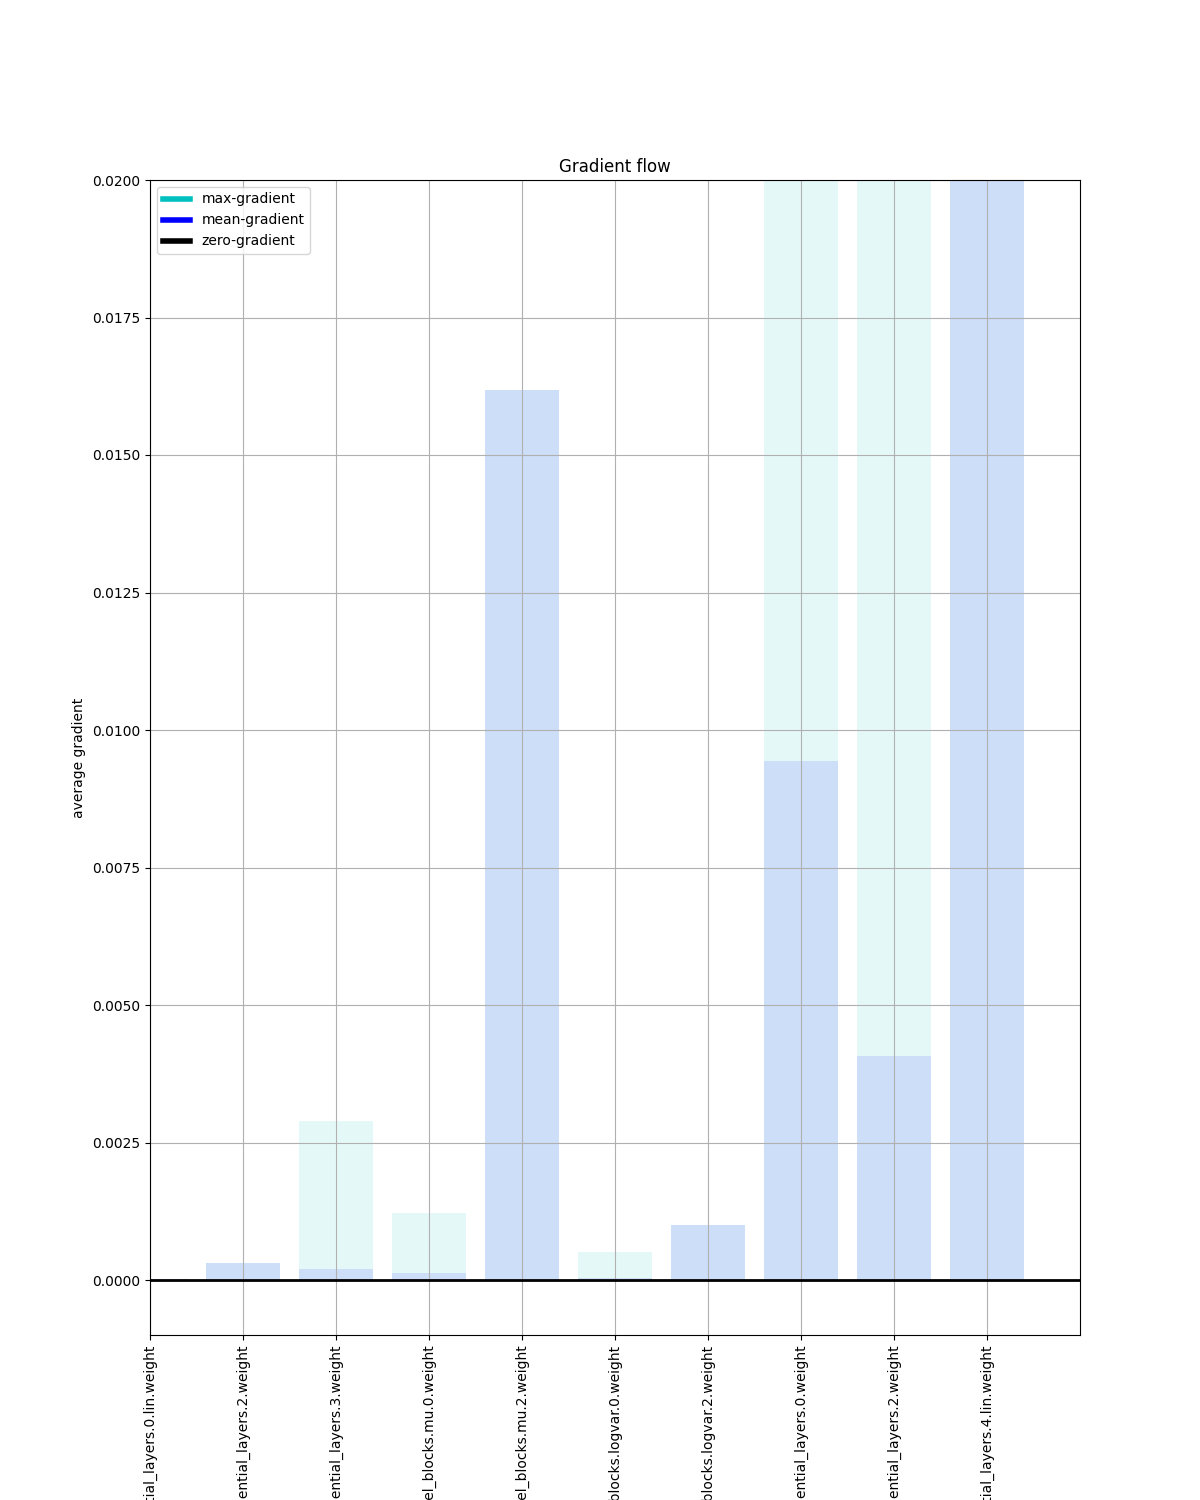 Gradient flow
max-gradient
mean-gradient
zero-gradient
0.0200
0.0175
0.0150
0.0125
0.0100
0.0075
0.0050
0.0025
0.0000
average gradient
tial_layers.0.lin.weight
ential_layers.2.weight
ential_layers.3.weight
el_blocks.mu.0.weight
el_blocks.mu.2.weight
blocks.logvar.0.weight
blocks.logvar.2.weight
ential_layers.0.weight
ential_layers.2.weight
tial_layers.4.lin.weight